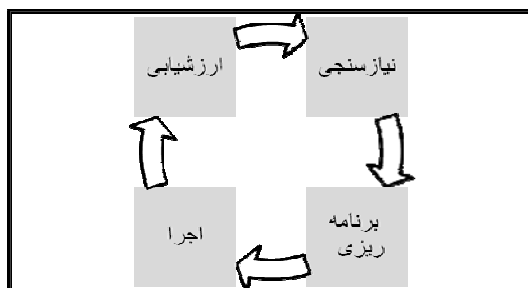 نیازسنجی
ارزشیابی
برنامه
ریزی
اجرا